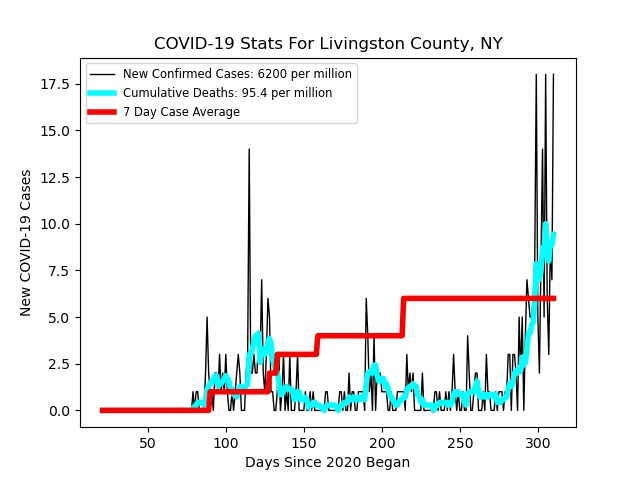 COVID-19 Stats For Livingston County, NY
New Confirmed Cases: 6200 per million
Cumulative Deaths: 95.4 per million
7 Day Case Average
New COVID-19 Cases
17.5
15.0
12.5
10.0
7.5
5.0
2.5
0.0
50 100 150 200 250 300
Days Since 2020 Began